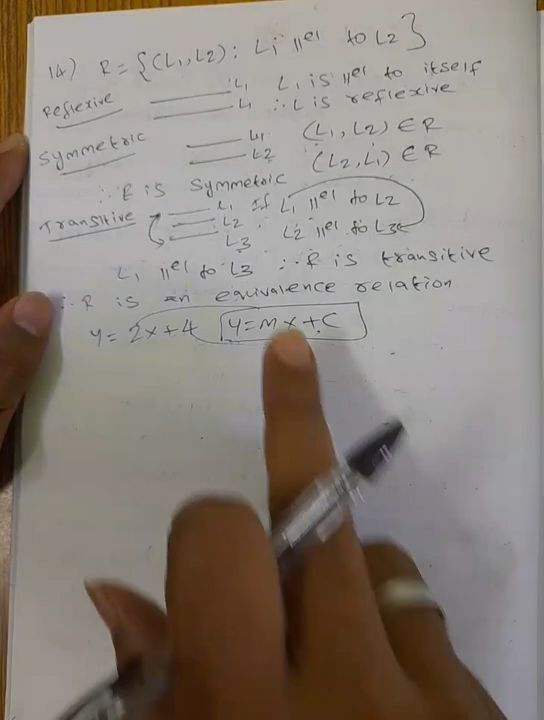 14) R = {(L1, L2) : L1 ||el to L2}
Reflexive L1 L1 is ||el to itself
L1 ∴ L is reflexive
Symmetric L1 (L1, L2) ∈ R
L2 (L2, L1) ∈ R
∴ R is symmetric
Transitive L1 If L1 ||el to L2
L2 . L2 ||el to L3
L3
L1 ||el to L3 ∴ R is transitive
∴ R is an equivalence relation
y = 2x+4 y=mx+c